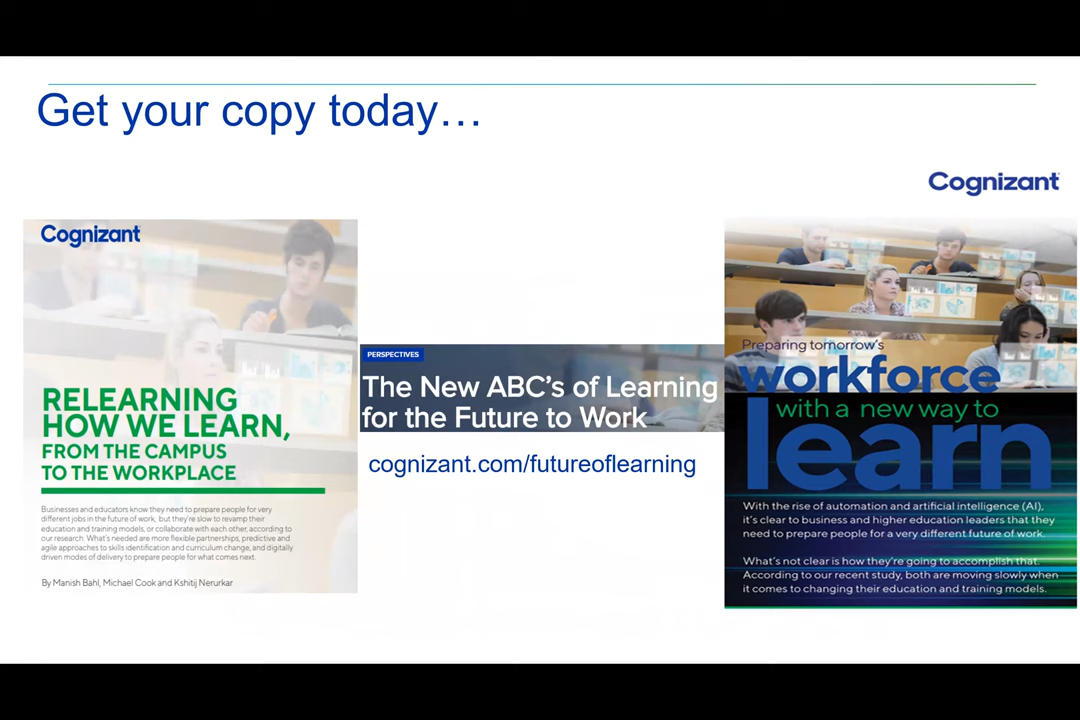 Get your copy today…
Cognizant
Cognizant
RELEARNING
HOW WE LEARN,
FROM THE CAMPUS
TO THE WORKPLACE
Businesses and educators know they need to prepare people for very
different jobs in the future of work, but they're slow to revamp their
education and training models, or collaborate with each other, according to
our research. What's needed are more flexible partnerships, predictive and
agile approaches to skills identification and curriculum change, and digitally
driven modes of delivery to prepare people for what comes next.
By Manish Bahl, Michael Cook and Kshitij Nerurkar
PERSPECTIVES
The New ABC's of Learning
for the Future to Work
cognizant.com/futureoflearning
Preparing tomorrow's
workforce
with a new way to
learn
With the rise of automation and artificial intelligence (AI),
it's clear to business and higher education leaders that they
need to prepare people for a very different future of work.
What's not clear is how they're going to accomplish that.
According to our recent study, both are moving slowly when
it comes to changing their education and training models.